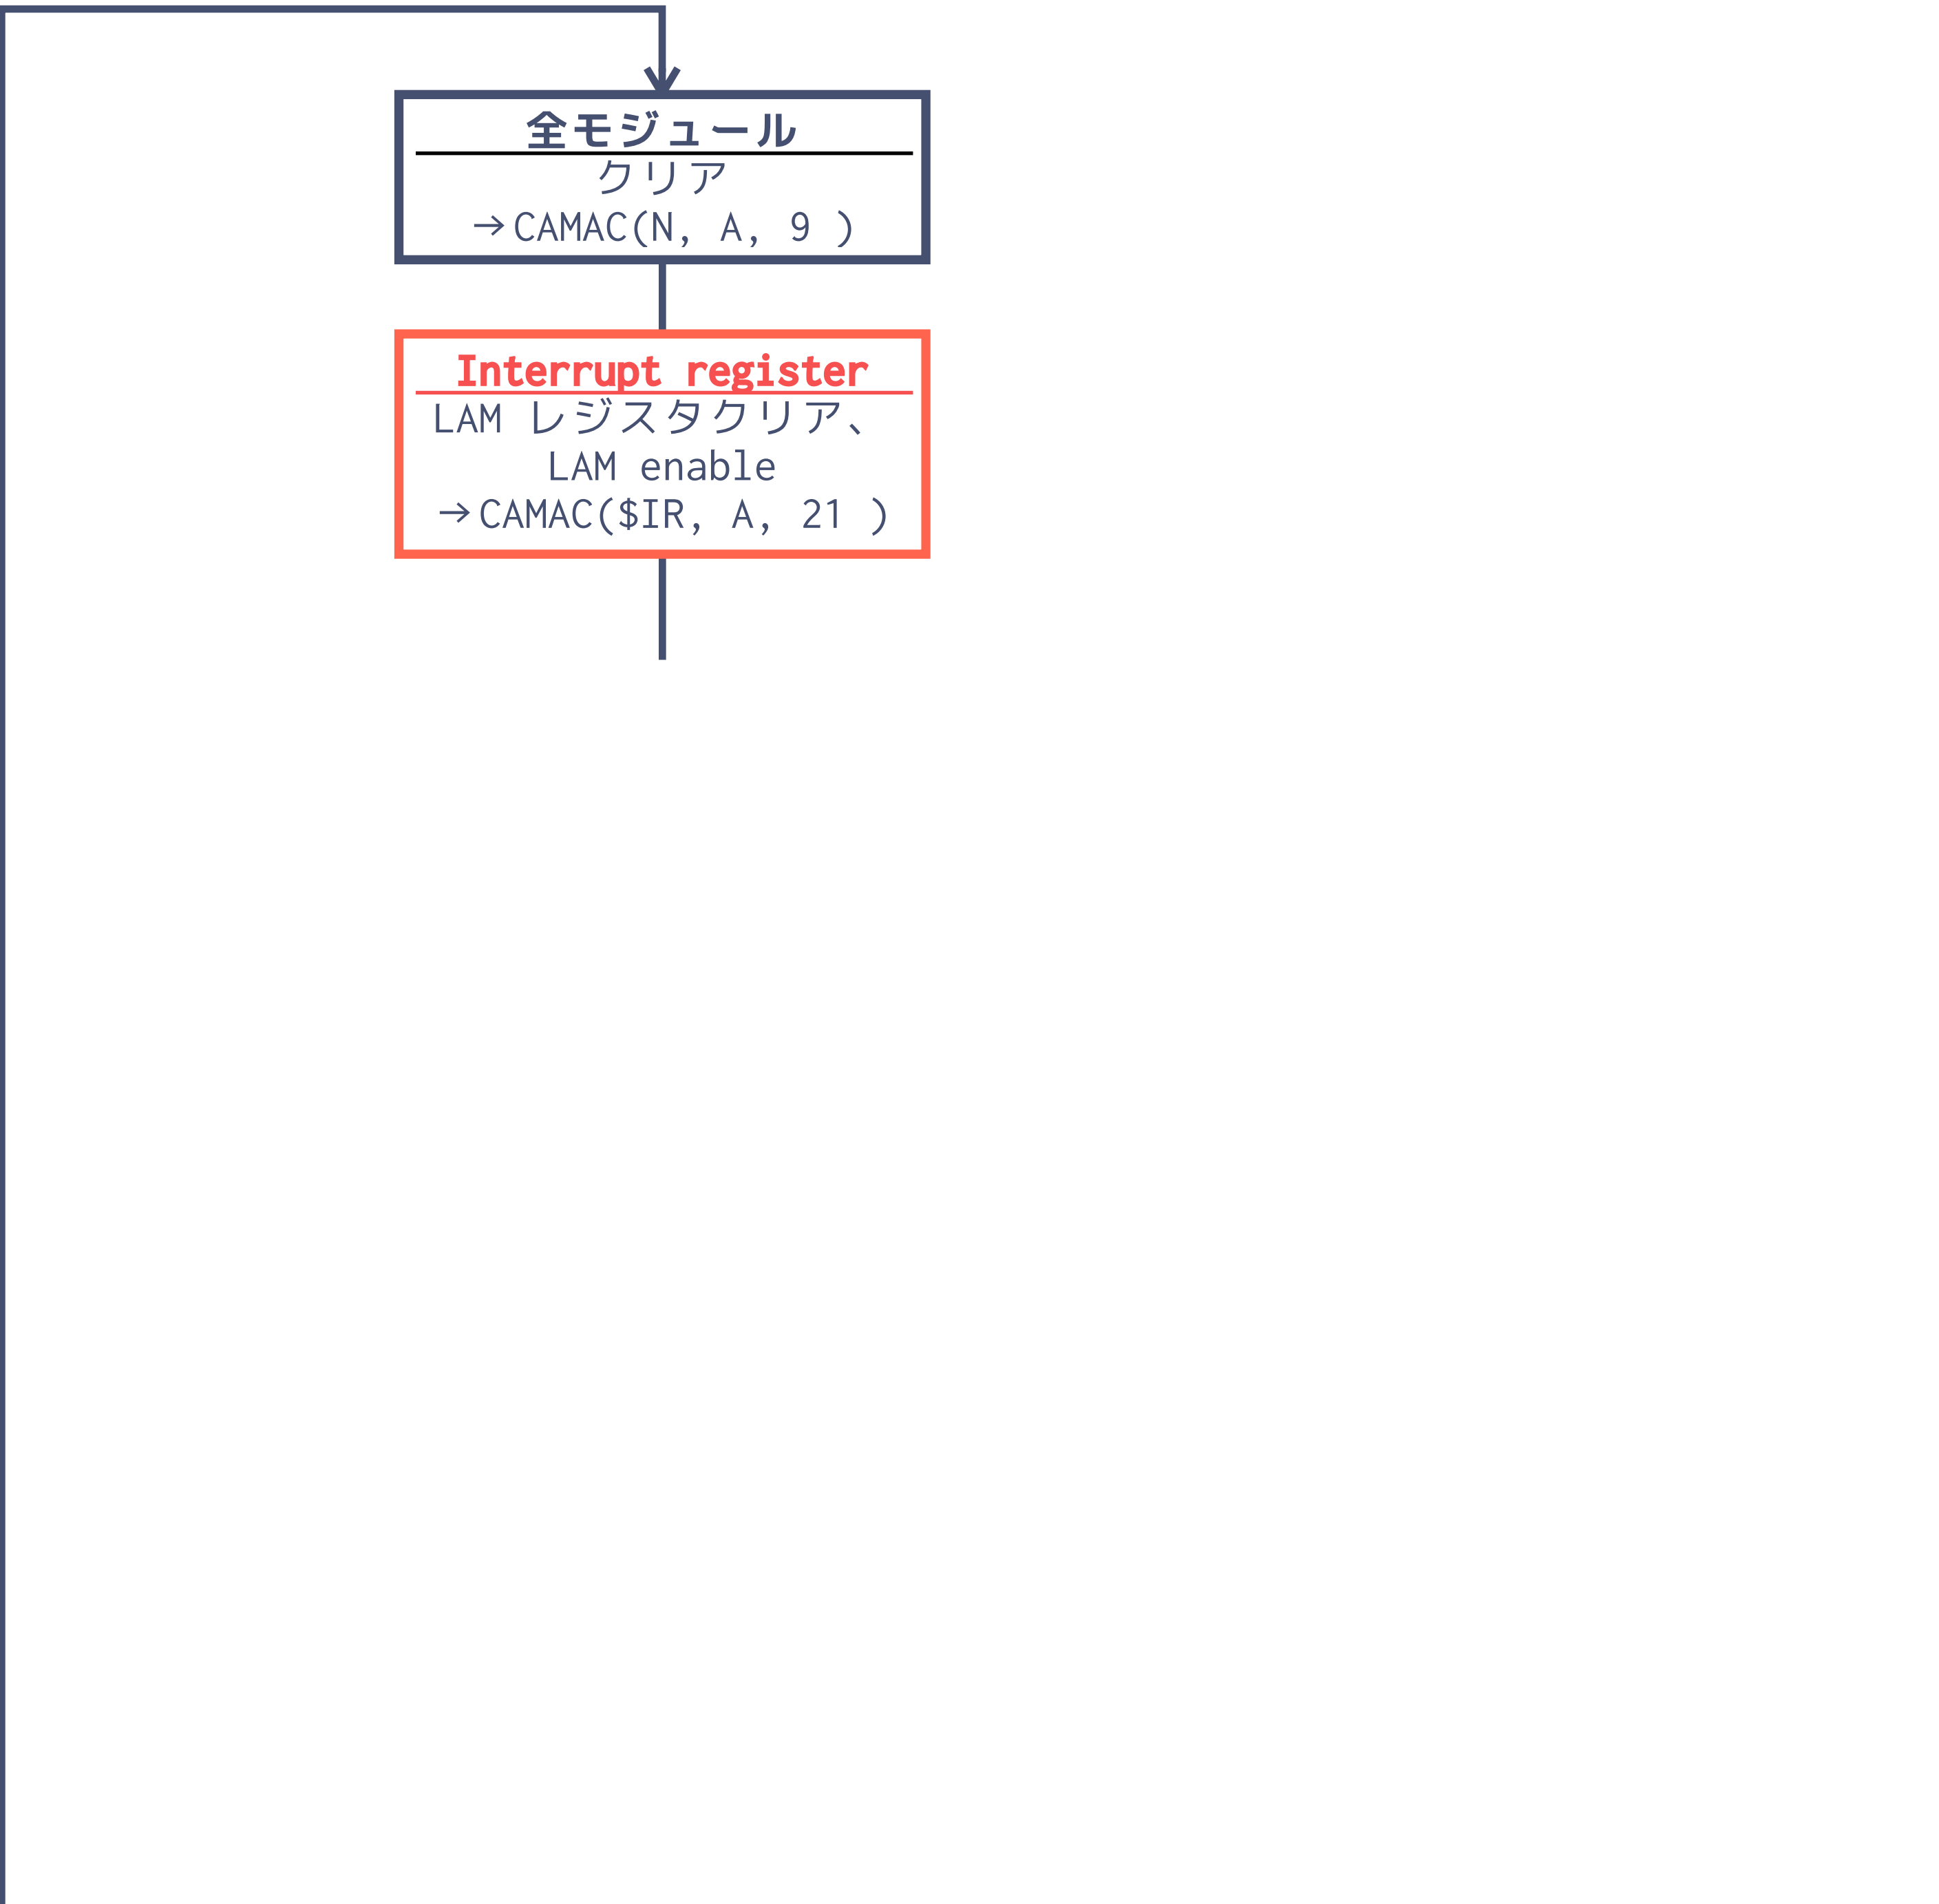 全モジュール
クリア
→CAMAC(N, A, 9 )
Interrupt register
LAM レジスタクリア、
LAM enable
→CAMAC($IR, A, 21 )